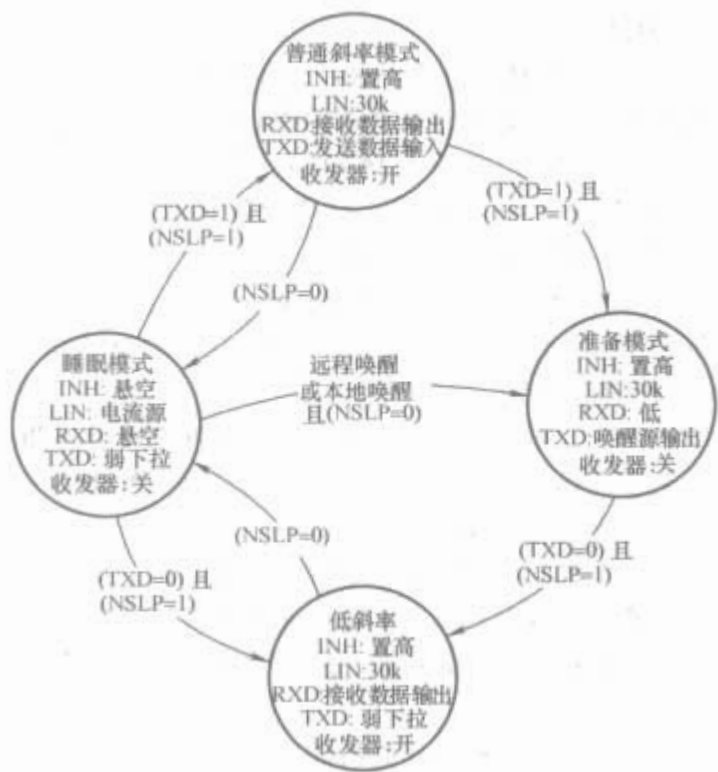 普通斜率模式
INH: 置高
LIN:30k
RXD:接收数据输出
TXD:发送数据输入
收发器:开
(TXD=1) 且
(NSLP=1)
(TXD=1) 且
(NSLP=1)
(NSLP=0)
睡眠模式
INH: 悬空
LIN: 电流源
RXD: 悬空
TXD: 弱下拉
收发器:关
远程唤醒
或本地唤醒
且(NSLP=0)
准备模式
INH: 置高
LIN:30k
RXD: 低
TXD:唤醒源输出
收发器:关
(NSLP=0)
(TXD=0) 且
(NSLP=1)
(TXD=0) 且
(NSLP=1)
低斜率
INH: 置高
LIN:30k
RXD:接收数据输出
TXD: 弱下拉
收发器:开